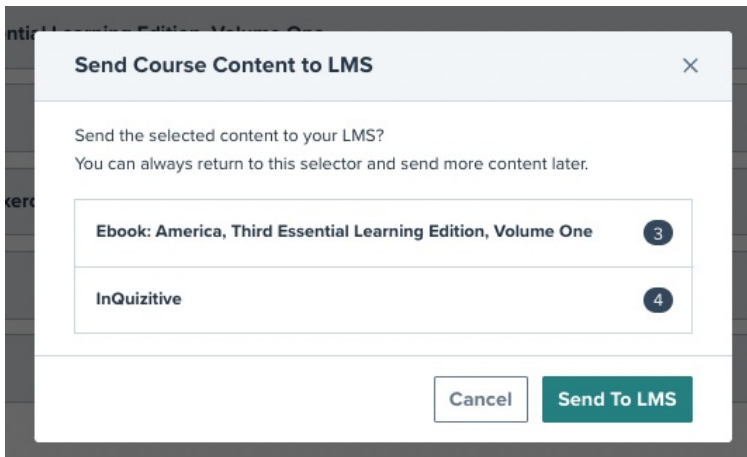 Send Course Content to LMS
Send the selected content to your LMS?
You can always return to this selector and send more content later.
Ebook: America, Third Essential Learning Edition, Volume One
3
InQuizitive
4
Cancel
Send To LMS